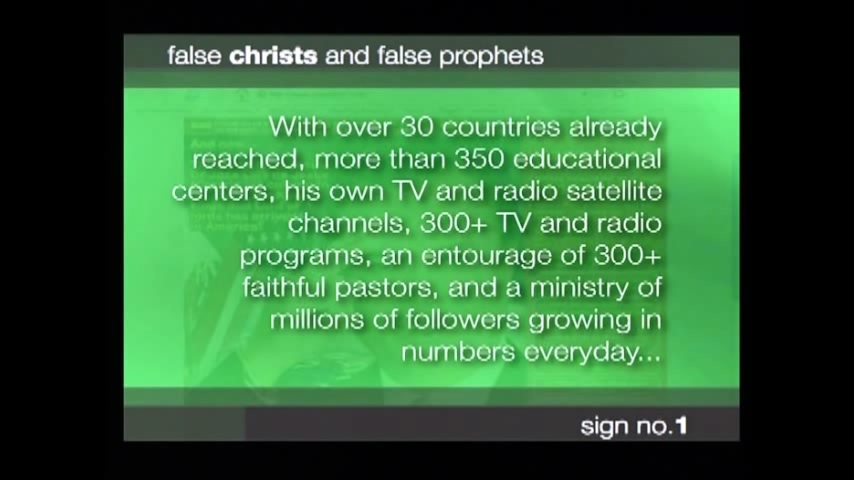 false christs and false prophets
With over 30 countries already
reached, more than 350 educational
centers, his own TV and radio satellite
channels, 300+ TV and radio
programs, an entourage of 300+
faithful pastors, and a ministry of
millions of followers growing in
numbers everyday...
sign no.1